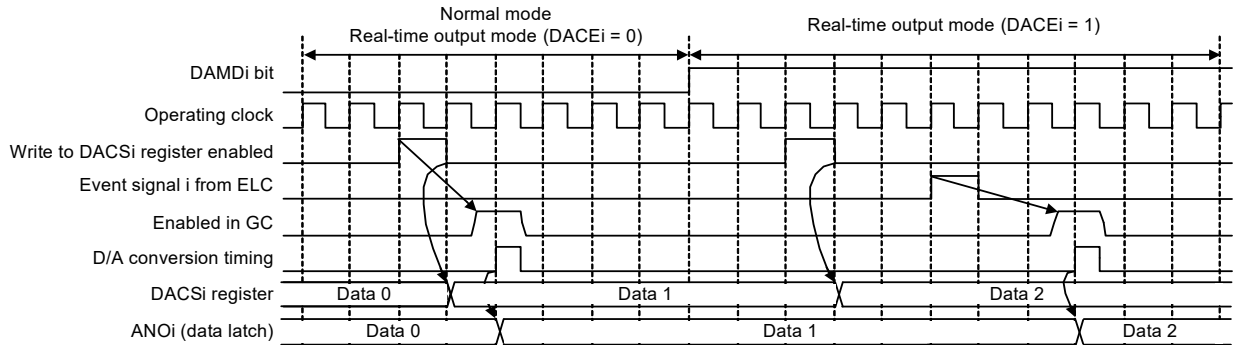 Normal mode
Real-time output mode (DACEi = 0)
Real-time output mode (DACEi = 1)
DAMDi bit
Operating clock
Write to DACSi register enabled
Event signal i from ELC
Enabled in GC
D/A conversion timing
DACSi register Data 0 Data 1 Data 2
ANOi (data latch) Data 0 Data 1 Data 2